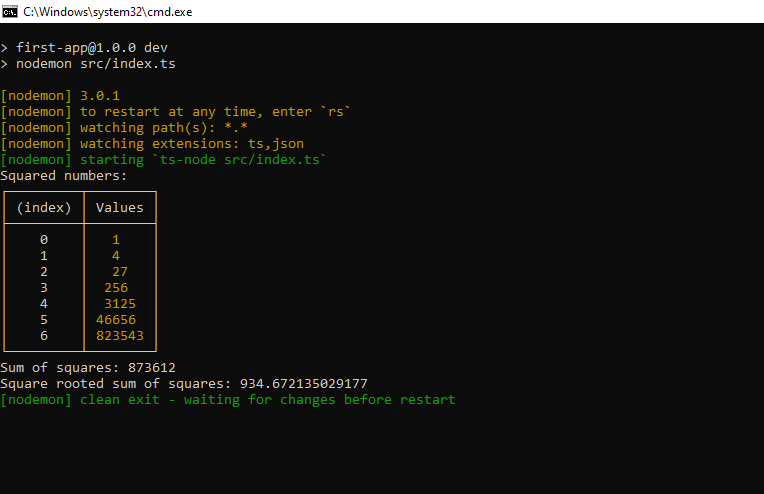 C:\Windows\system32\cmd.exe
> first-app@1.0.0 dev
> nodemon src/index.ts
[nodemon] 3.0.1
[nodemon] to restart at any time, enter `rs`
[nodemon] watching path(s): *.*
[nodemon] watching extensions: ts,json
[nodemon] starting `ts-node src/index.ts`
Squared numbers:
(index) Values
0 1
1 4
2 27
3 256
4 3125
5 46656
6 823543
Sum of squares: 873612
Square rooted sum of squares: 934.672135029177
[nodemon] clean exit - waiting for changes before restart